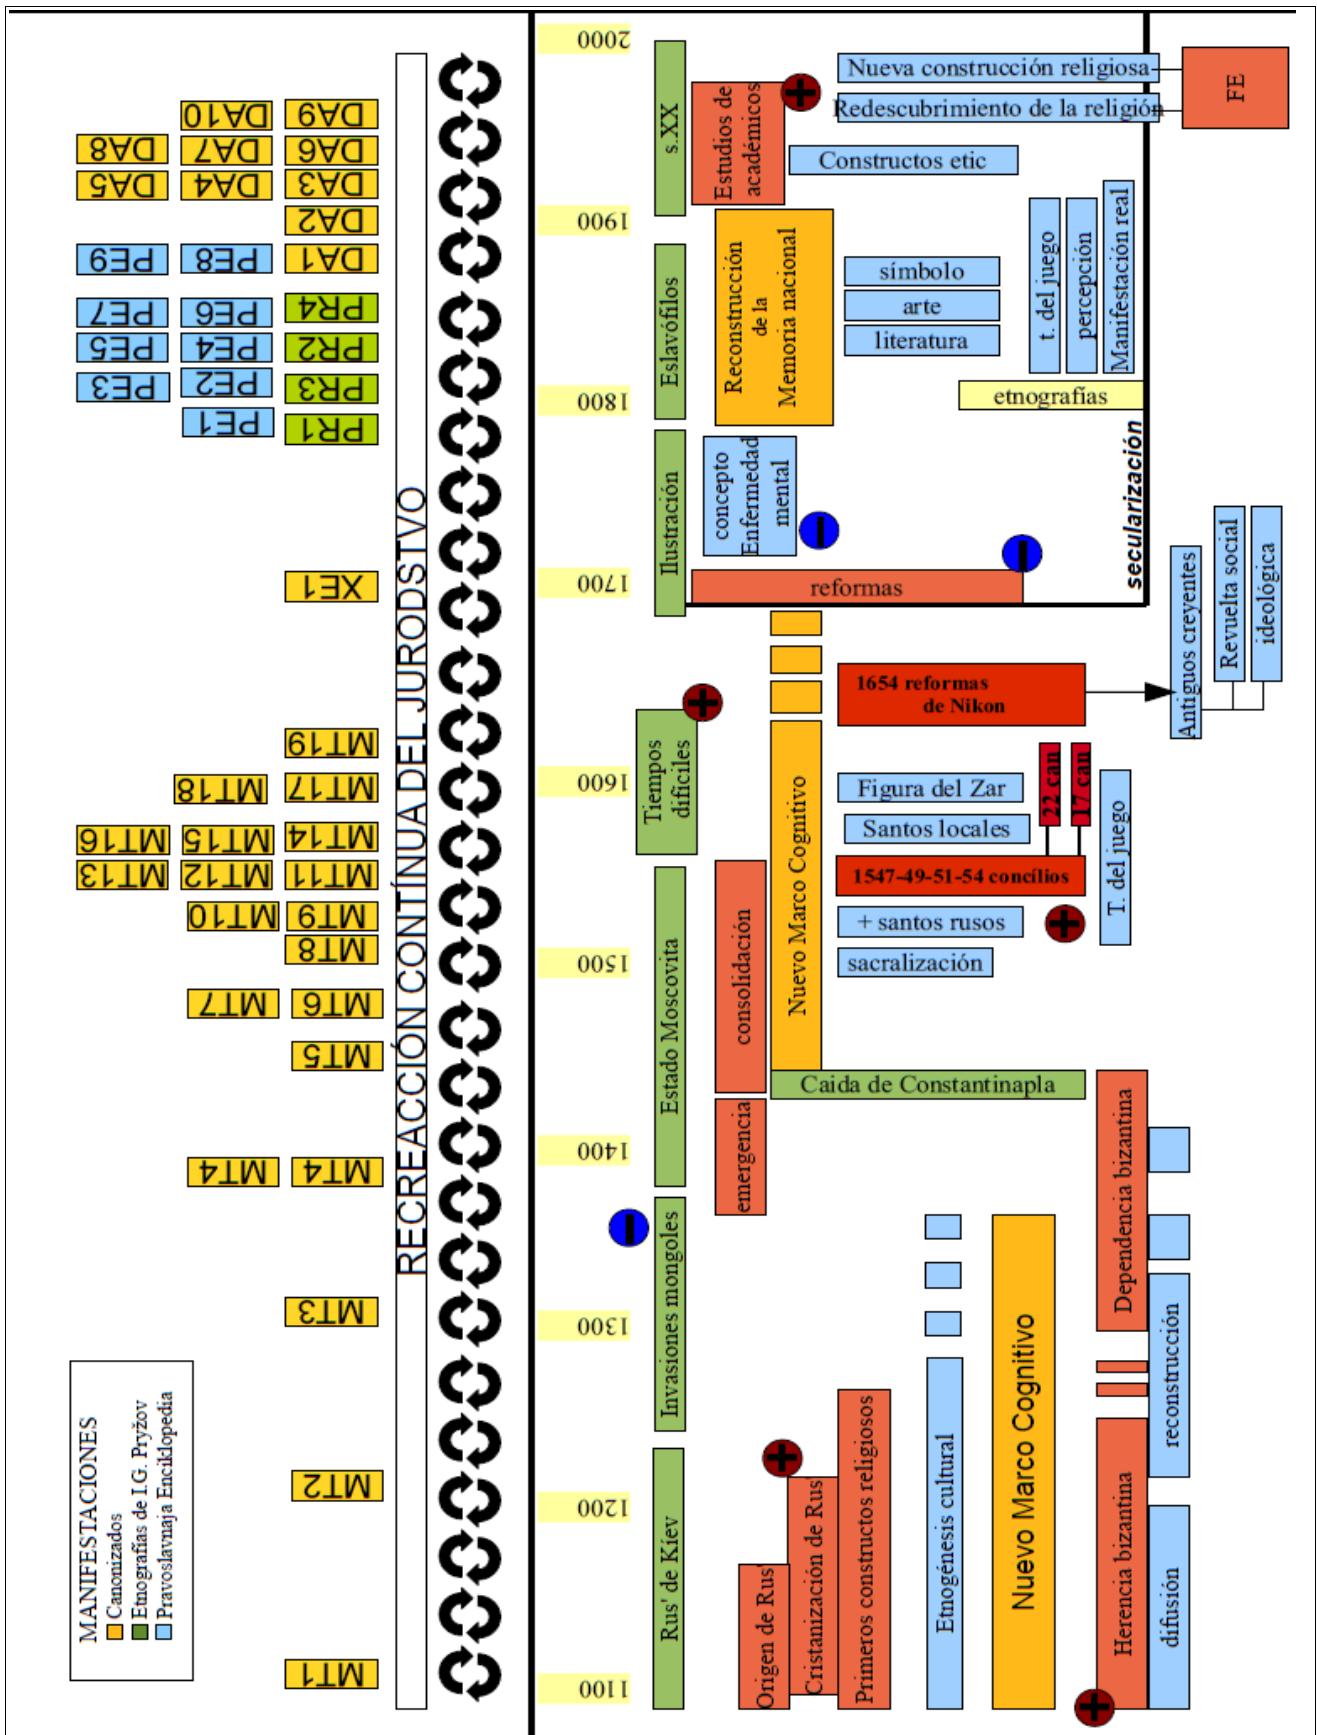 MANIFESTACIONES
Canonizados
Etnografías de I.G. Pryžov
Pravoslavnaja Enciklopedia
MT1
MT2
MT3
MT4
MT4
MT5
MT6
MT7
MT8
MT9
MT10
MT11
MT12
MT13
MT14
MT15
MT16
MT17
MT18
MT19
XE1
PR1
PE1
PR3
PE2
PE3
PR2
PE4
PE5
PR4
PE6
PE7
DA1
PE8
PE9
DA2
DA3
DA4
DA5
DA6
DA7
DA8
DA9
DA10
RECREACCIÓN CONTÍNUA DEL JURODSTVO
1100
1200
1300
1400
1500
1600
1700
1800
1900
2000
Rus' de Kiev
Invasiones mongoles
Estado Moscovita
Tiempos
dificiles
Ilustración
Eslavófilos
s.XX
Origen de Rus'
Cristanización de Rus'
Primeros constructos religiosos
Etnogénesis cultural
Nuevo Marco Cognitivo
Herencia bizantina
difusión
reconstrucción
Dependencia bizantina
emergencia
consolidación
Caida de Constantinapla
Nuevo Marco Cognitivo
sacralización
+ santos rusos
1547-49-51-54 concílios
Santos locales
Figura del Zar
22 can
17 can
T. del juego
1654 reformas
de Nikon
Antiguos creyentes
Revuelta social
ideológica
reformas
secularización
concepto
Enfermedad
mental
Reconstrucción
de la
Memoria nacional
etnografías
literatura
arte
símbolo
t. del juego
percepción
Manifestación real
Estudios de
académicos
Constructos etic
Redescubrimiento de la religión
Nueva construcción religiosa
FE